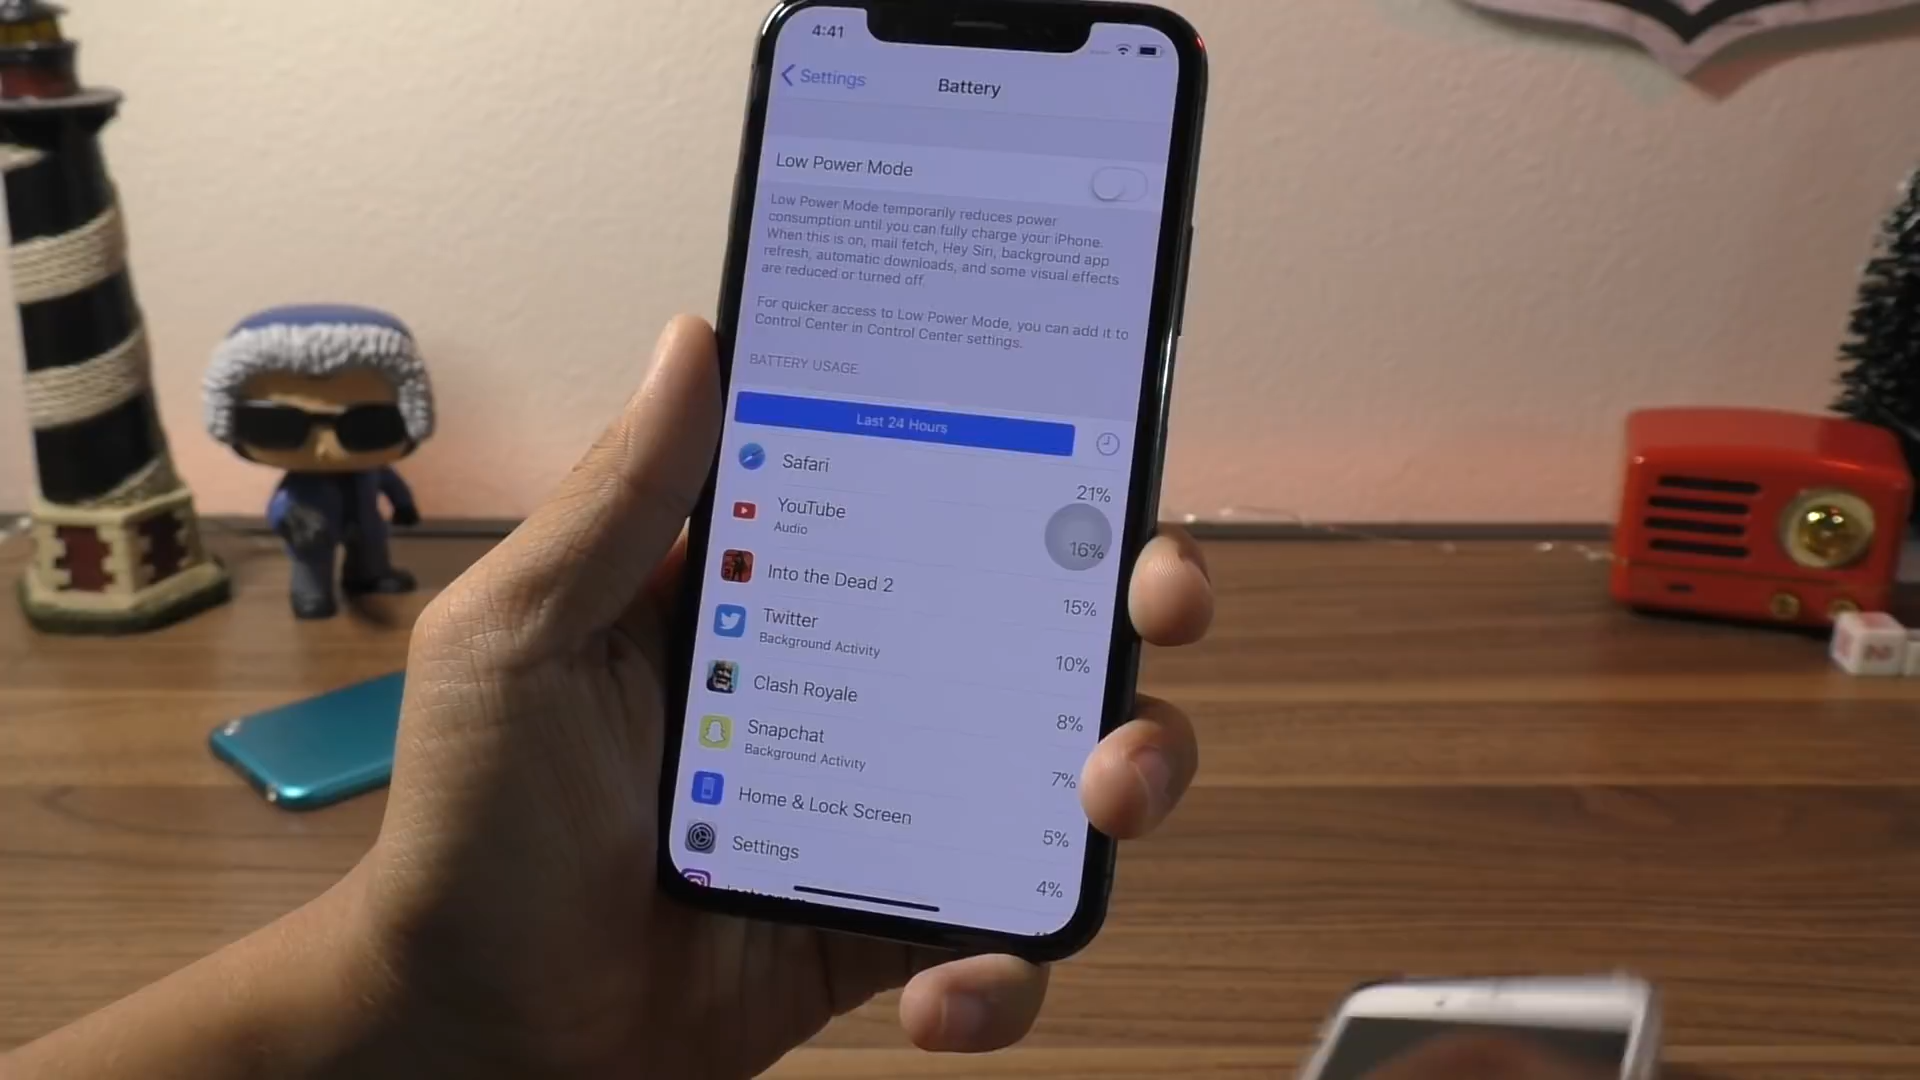 4:41
Settings
Battery
Low Power Mode
Low Power Mode temporarily reduces power
consumption until you can fully charge your iPhone.
When this is on, mail fetch, Hey Siri, background app
refresh, automatic downloads, and some visual effects
are reduced or turned off.
For quicker access to Low Power Mode, you can add it to
Control Center in Control Center settings.
BATTERY USAGE
Last 24 Hours
Safari
21%
YouTube
Audio
16%
Into the Dead 2
15%
Twitter
Background Activity
10%
Clash Royale
8%
Snapchat
Background Activity
7%
Home & Lock Screen
5%
Settings
4%